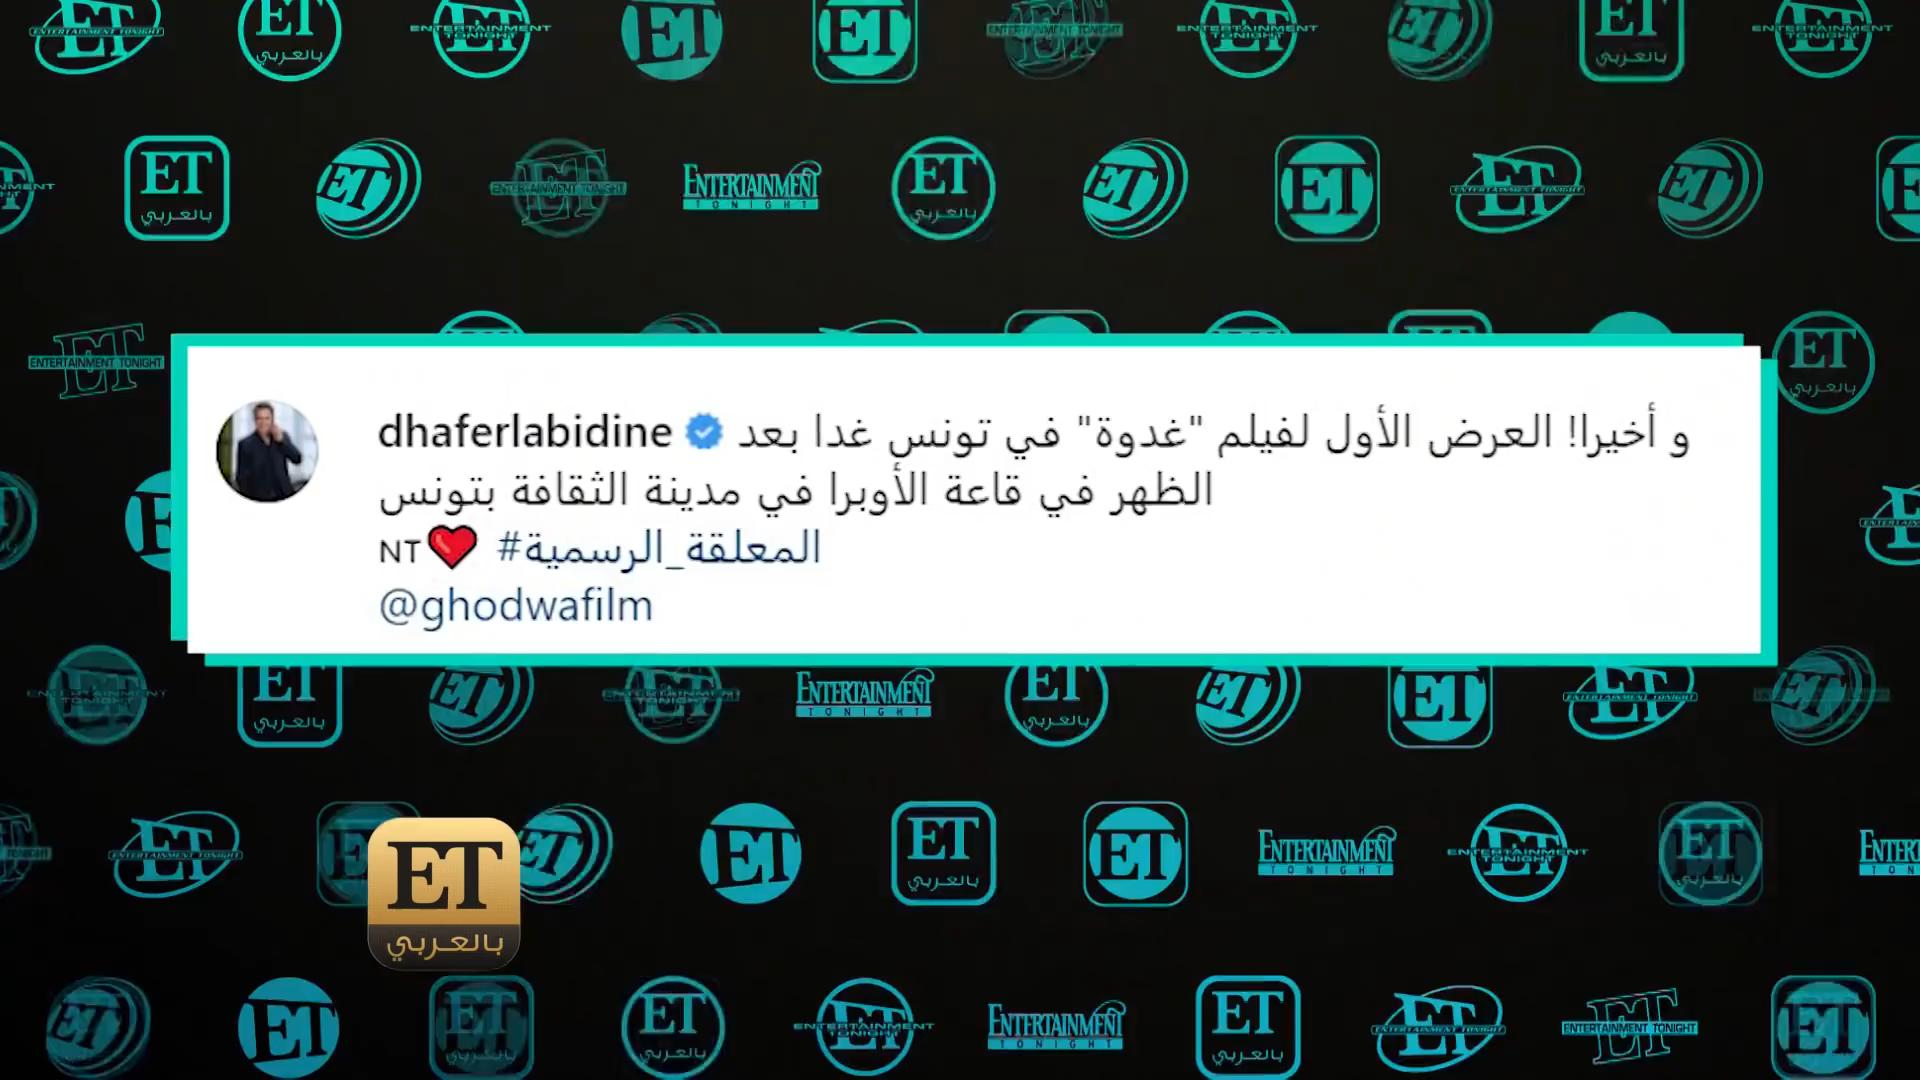 dhaferlabidine و أخيرا! العرض الأول لفيلم "غدوة" في تونس غدا بعد
الظهر في قاعة الأوبرا في مدينة الثقافة بتونس
NT❤️ #المعلقة_الرسمية
@ghodwafilm
ET
بالعربي